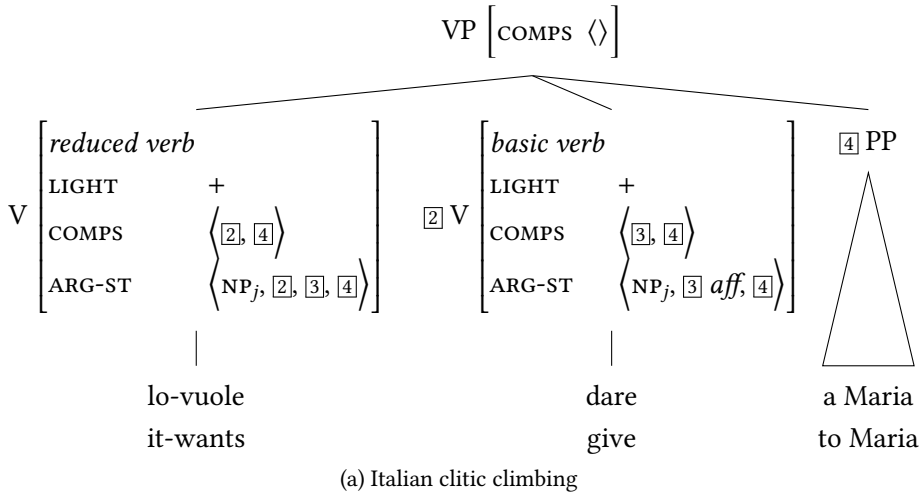 VP [COMPS ⟨⟩]
V [reduced verb LIGHT + COMPS ⟨2, 4⟩ ARG-ST ⟨NPj, 2, 3, 4⟩]
2 V [basic verb LIGHT + COMPS ⟨3, 4⟩ ARG-ST ⟨NPj, 3 aff, 4⟩]
4 PP
lo-vuole dare a Maria
it-wants give to Maria
(a) Italian clitic climbing